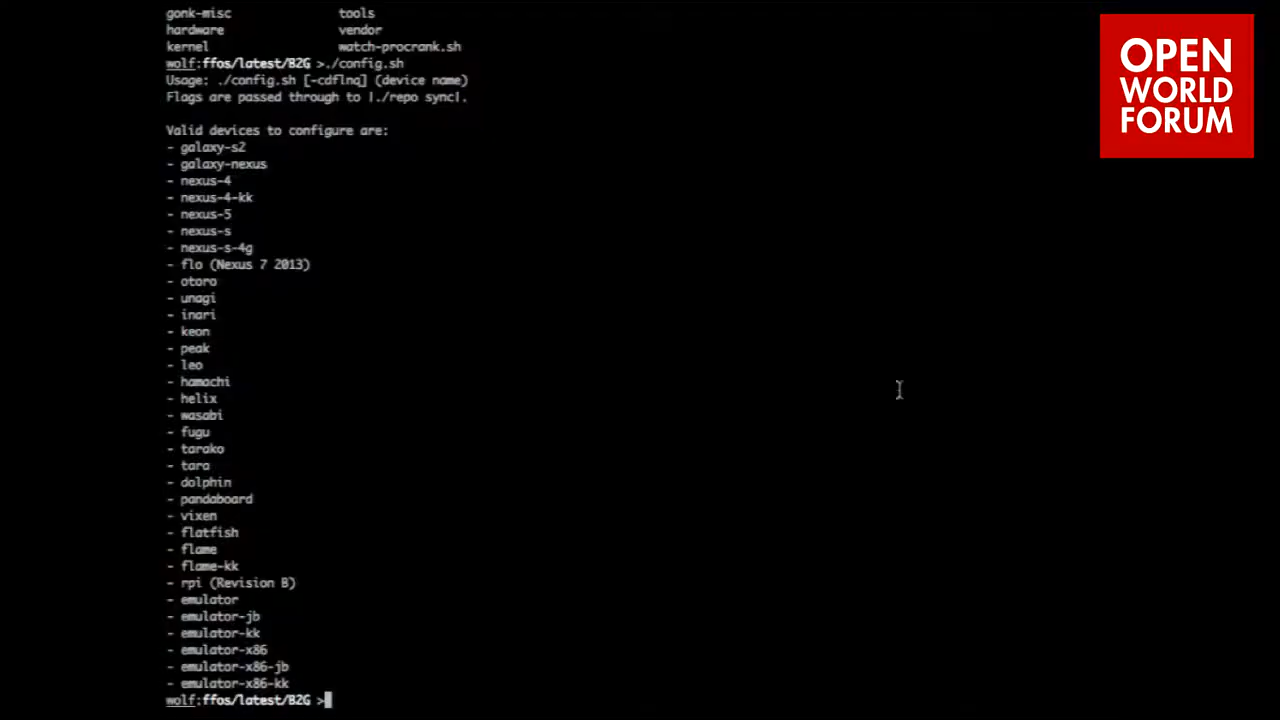 gonk-misc tools
hardware vendor
kernel watch-procrank.sh
wolf:ffos/latest/B2G >./config.sh
Usage: ./config.sh [-cdflnq] (device name)
Flags are passed through to |./repo sync|.
Valid devices to configure are:
- galaxy-s2
- galaxy-nexus
- nexus-4
- nexus-4-kk
- nexus-5
- nexus-s
- nexus-s-4g
- flo (Nexus 7 2013)
- otoro
- unagi
- inari
- keon
- peak
- leo
- hamachi
- helix
- wasabi
- fugu
- tarako
- tara
- dolphin
- pandaboard
- vixen
- flatfish
- flame
- flame-kk
- rpi (Revision B)
- emulator
- emulator-jb
- emulator-kk
- emulator-x86
- emulator-x86-jb
- emulator-x86-kk
wolf:ffos/latest/B2G >
OPEN
WORLD
FORUM